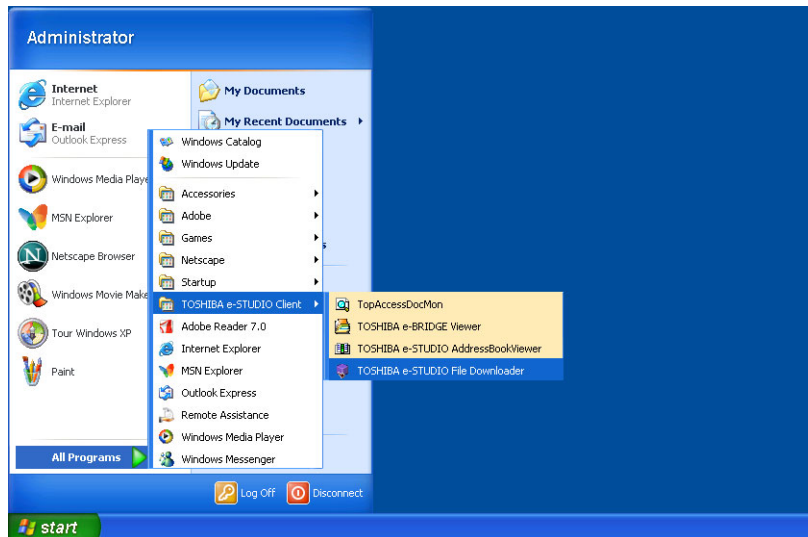 Administrator
Internet
Internet Explorer
E-mail
Outlook Express
Windows Media Playe
MSN Explorer
Netscape Browser
Windows Movie Make
Tour Windows XP
Paint
All Programs
My Documents
My Recent Documents
Windows Catalog
Windows Update
Accessories
Adobe
Games
Netscape
Startup
TOSHIBA e-STUDIO Client
Adobe Reader 7.0
Internet Explorer
MSN Explorer
Outlook Express
Remote Assistance
Windows Media Player
Windows Messenger
TopAccessDocMon
TOSHIBA e-BRIDGE Viewer
TOSHIBA e-STUDIO AddressBookViewer
TOSHIBA e-STUDIO File Downloader
Log Off
Disconnect
start